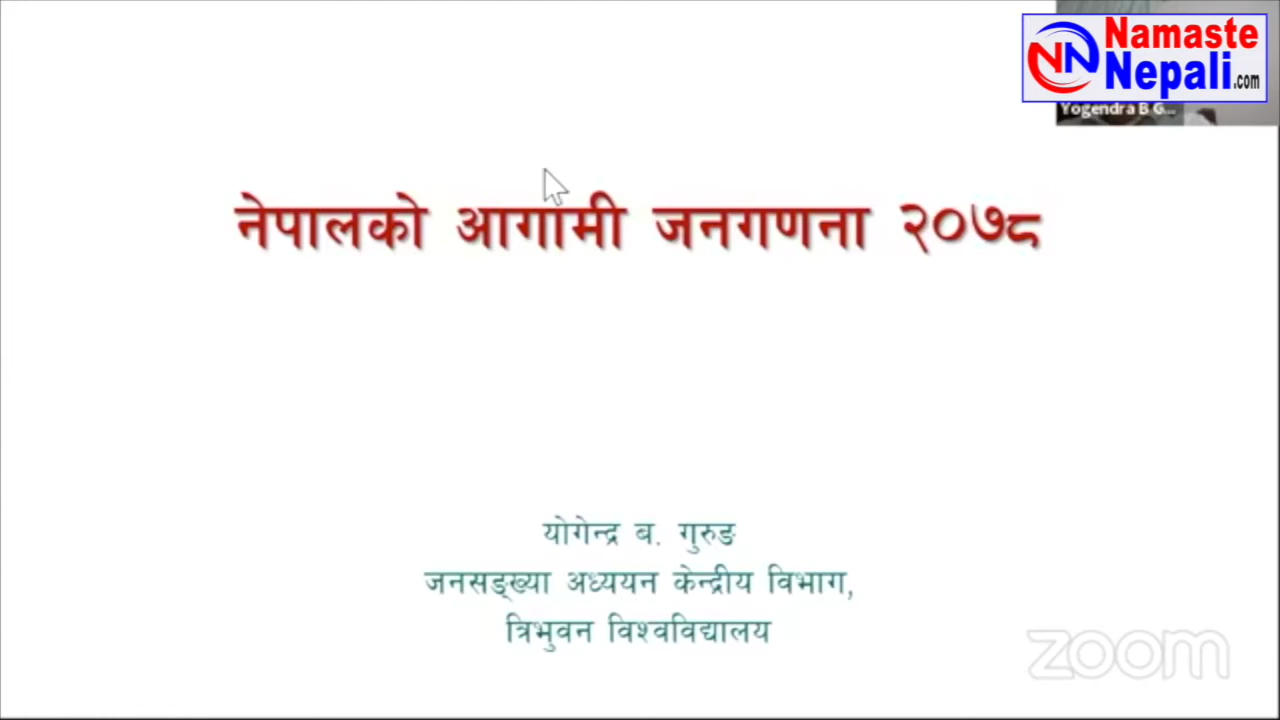 Namaste
Nepali.com
Yogendra B G...
नेपालको आगामी जनगणना २०७८
योगेन्द्र ब. गुरुङ
जनसङ्ख्या अध्ययन केन्द्रीय विभाग,
त्रिभुवन विश्वविद्यालय
zoom